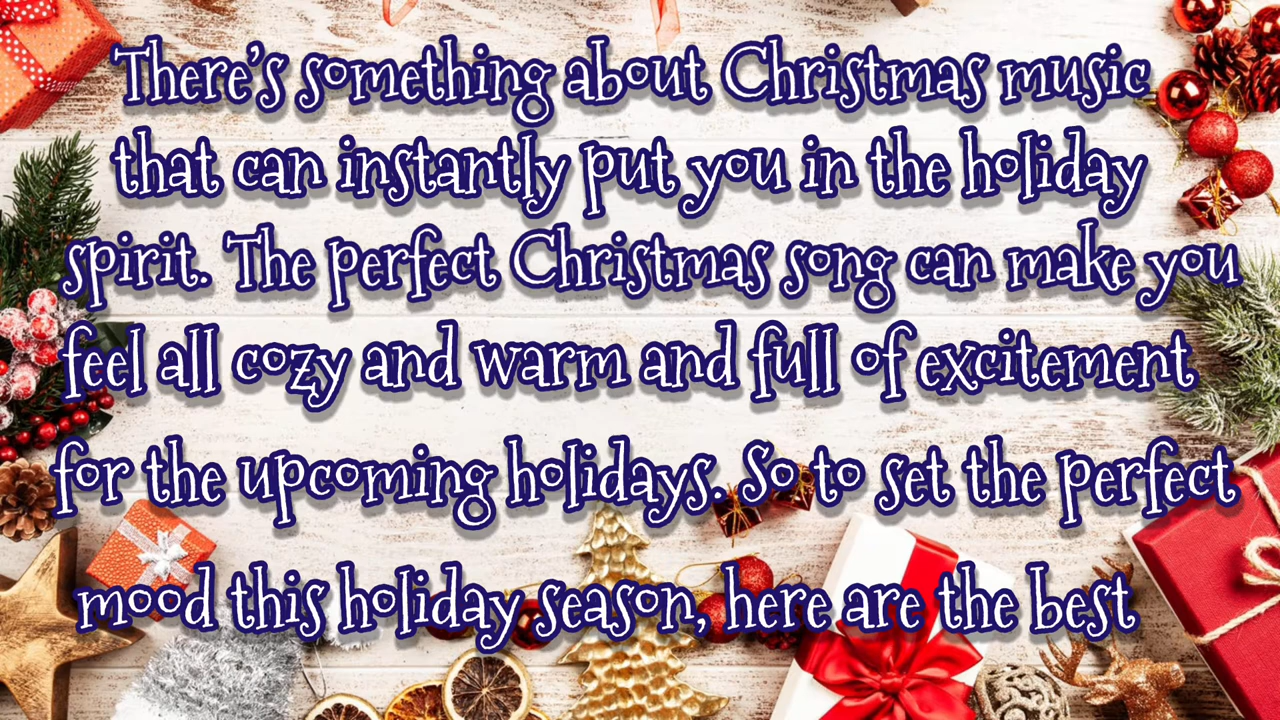 There's something about Christmas music
that can instantly put you in the holiday
spirit. The perfect Christmas song can make you
feel all cozy and warm and full of excitement
for the upcoming holidays. So to set the perfect
mood this holiday season, here are the best